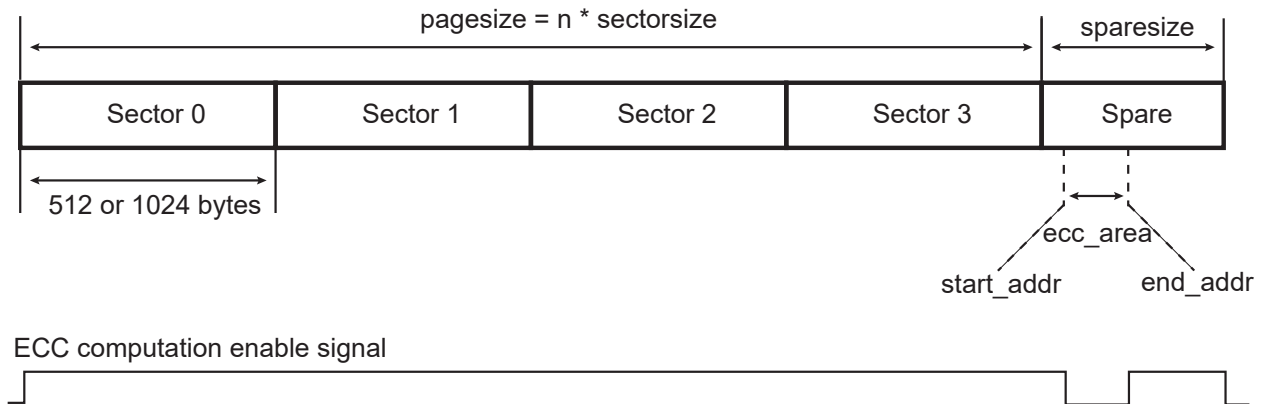 pagesize = n * sectorsize
sparesize
Sector 0
Sector 1
Sector 2
Sector 3
Spare
512 or 1024 bytes
ecc_area
start_addr
end_addr
ECC computation enable signal